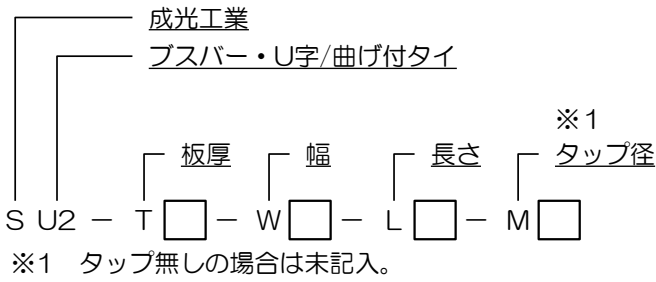 成光工業
ブスバー・U字/曲げ付タイ
※1
板厚 幅 長さ タップ径
S U2 − T□ − W□ − L□ − M□
※1 タップ無しの場合は未記入。